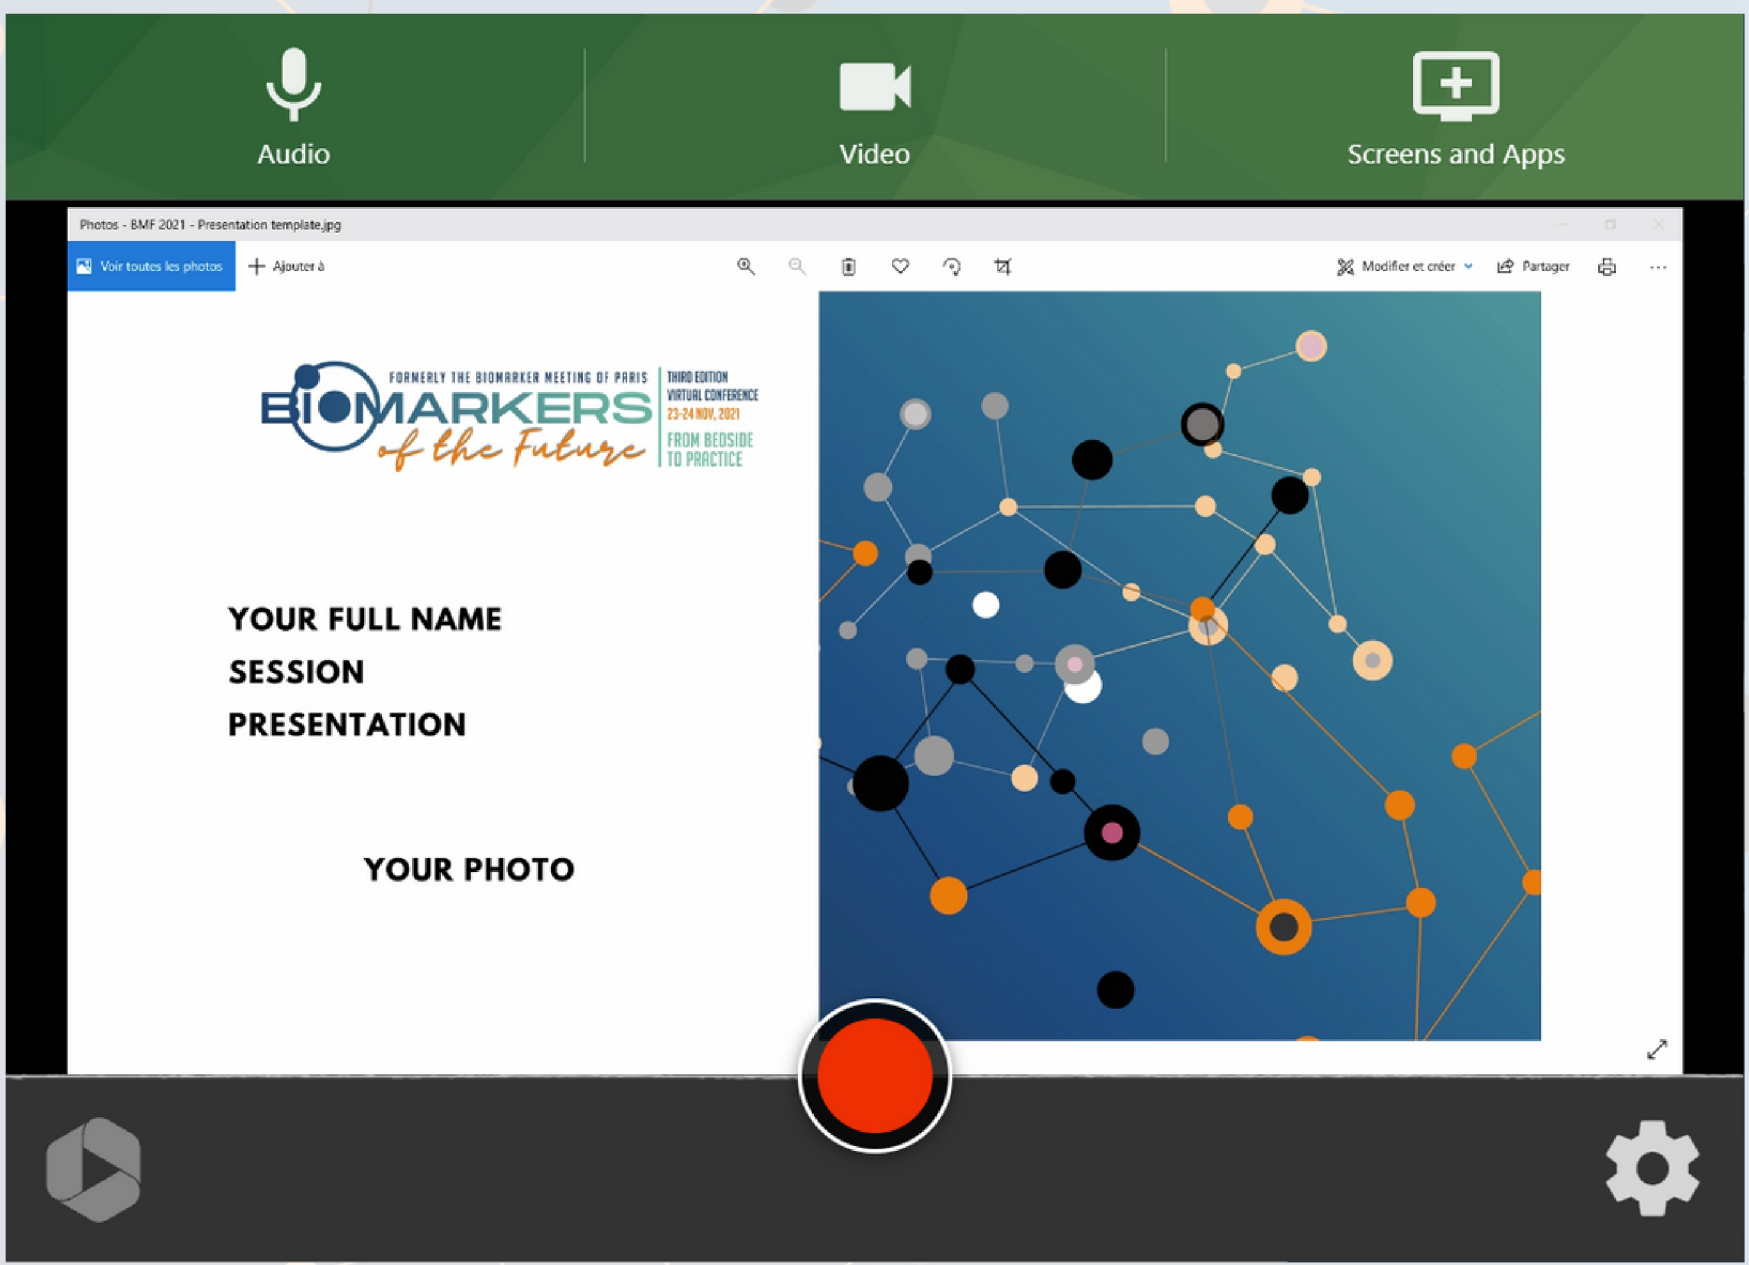 Audio
Video
Screens and Apps
Photos - BMF 2021 - Presentation template.jpg
Voir toutes les photos
Ajouter à
Modifier et créer
Partager
FORMERLY THE BIOMARKER MEETING OF PARIS
BIOMARKERS
of the Future
THIRD EDITION
VIRTUAL CONFERENCE
23-24 NOV, 2021
FROM BEDSIDE
TO PRACTICE
YOUR FULL NAME
SESSION
PRESENTATION
YOUR PHOTO